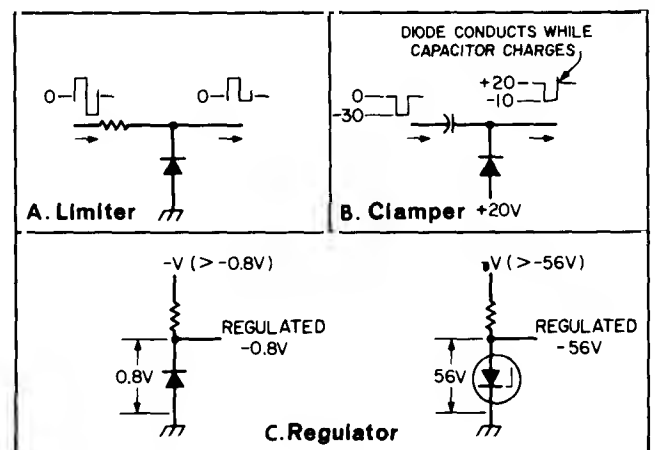 DIODE CONDUCTS WHILE
CAPACITOR CHARGES
0
0
0
-30
+20
-10
A. Limiter
B. Clamper +20V
-V (> -0.8V)
V (> -56V)
REGULATED
-0.8V
REGULATED
-56V
0.8V
56V
C. Regulator